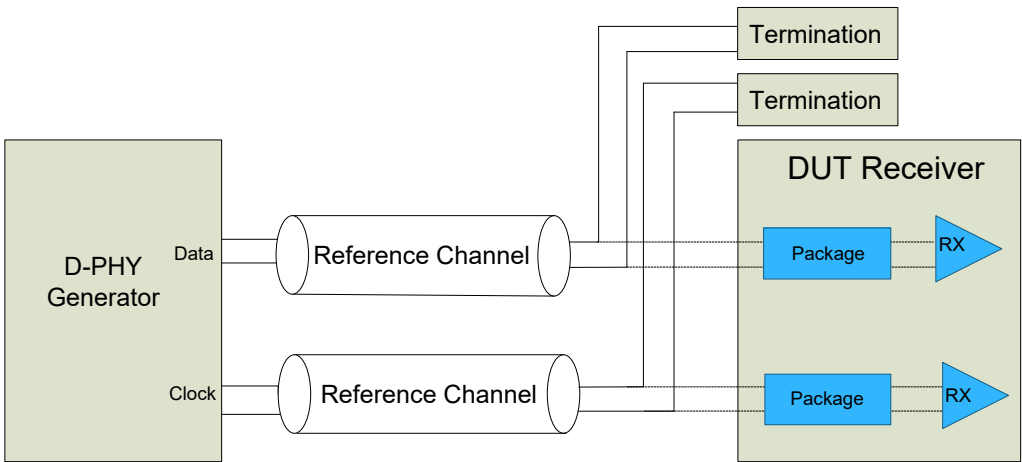 Termination
Termination
DUT Receiver
D-PHY
Generator
Data
Reference Channel
Package
RX
Clock
Reference Channel
Package
RX